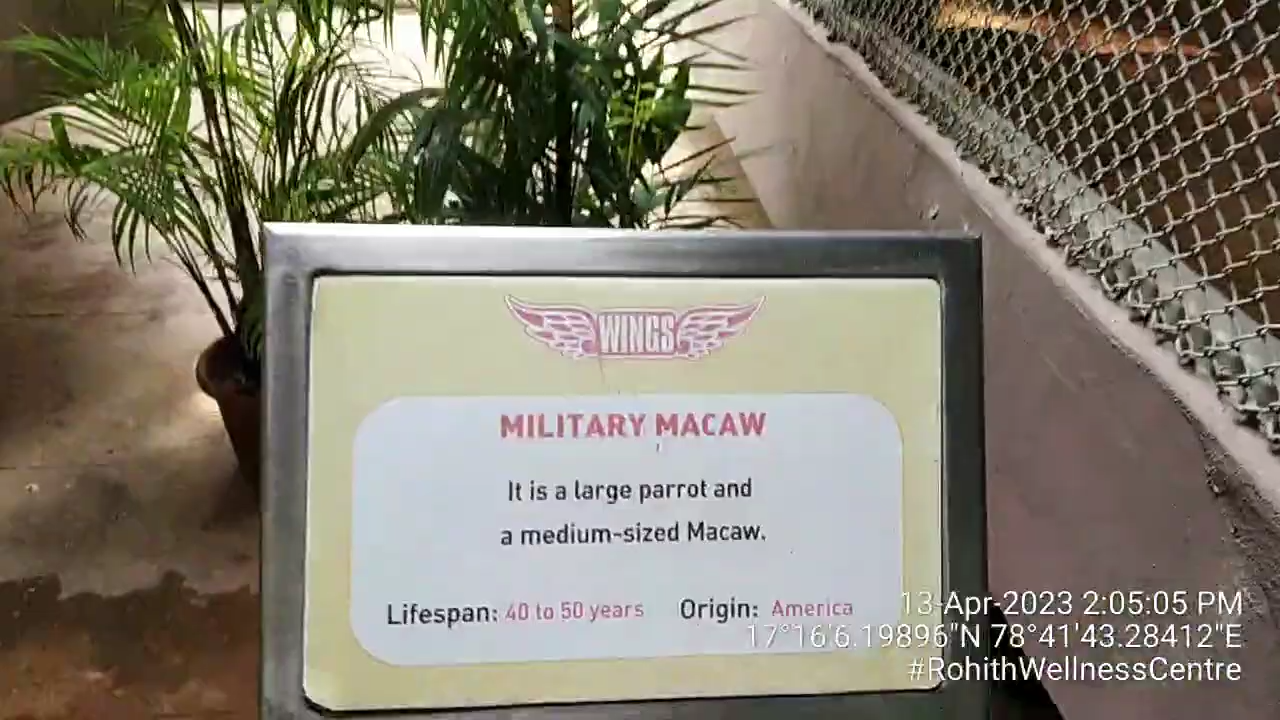 WINGS
MILITARY MACAW
It is a large parrot and
a medium-sized Macaw.
Lifespan: 40 to 50 years Origin: America
13-Apr-2023 2:05:05 PM
17°16'6.19896"N 78°41'43.28412"E
#RohithWellnessCentre